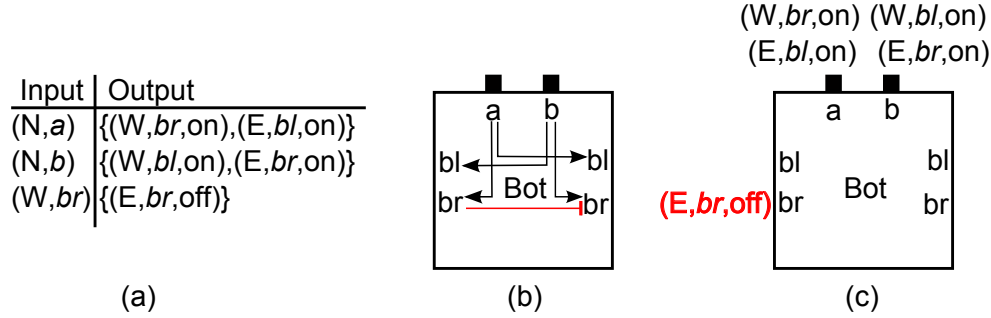 Input Output
(N,a) {(W,br,on),(E,bl,on)}
(N,b) {(W,bl,on),(E,br,on)}
(W,br) {(E,br,off)}
(a)
a b
bl bl
Bot
br br
(b)
(W,br,on) (W,bl,on)
(E,bl,on) (E,br,on)
a b
bl bl
Bot
(E,br,off) br br
(c)